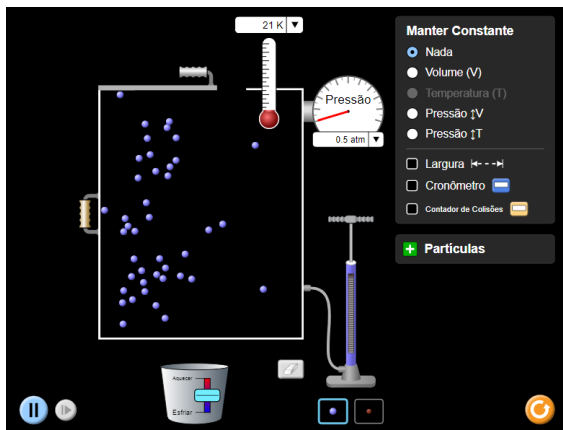 21 K
Pressão
0.5 atm
Manter Constante
Nada
Volume (V)
Temperatura (T)
Pressão ↕V
Pressão ↕T
Largura
Cronômetro
Contador de Colisões
Particulas
Aquecer
Esfriar